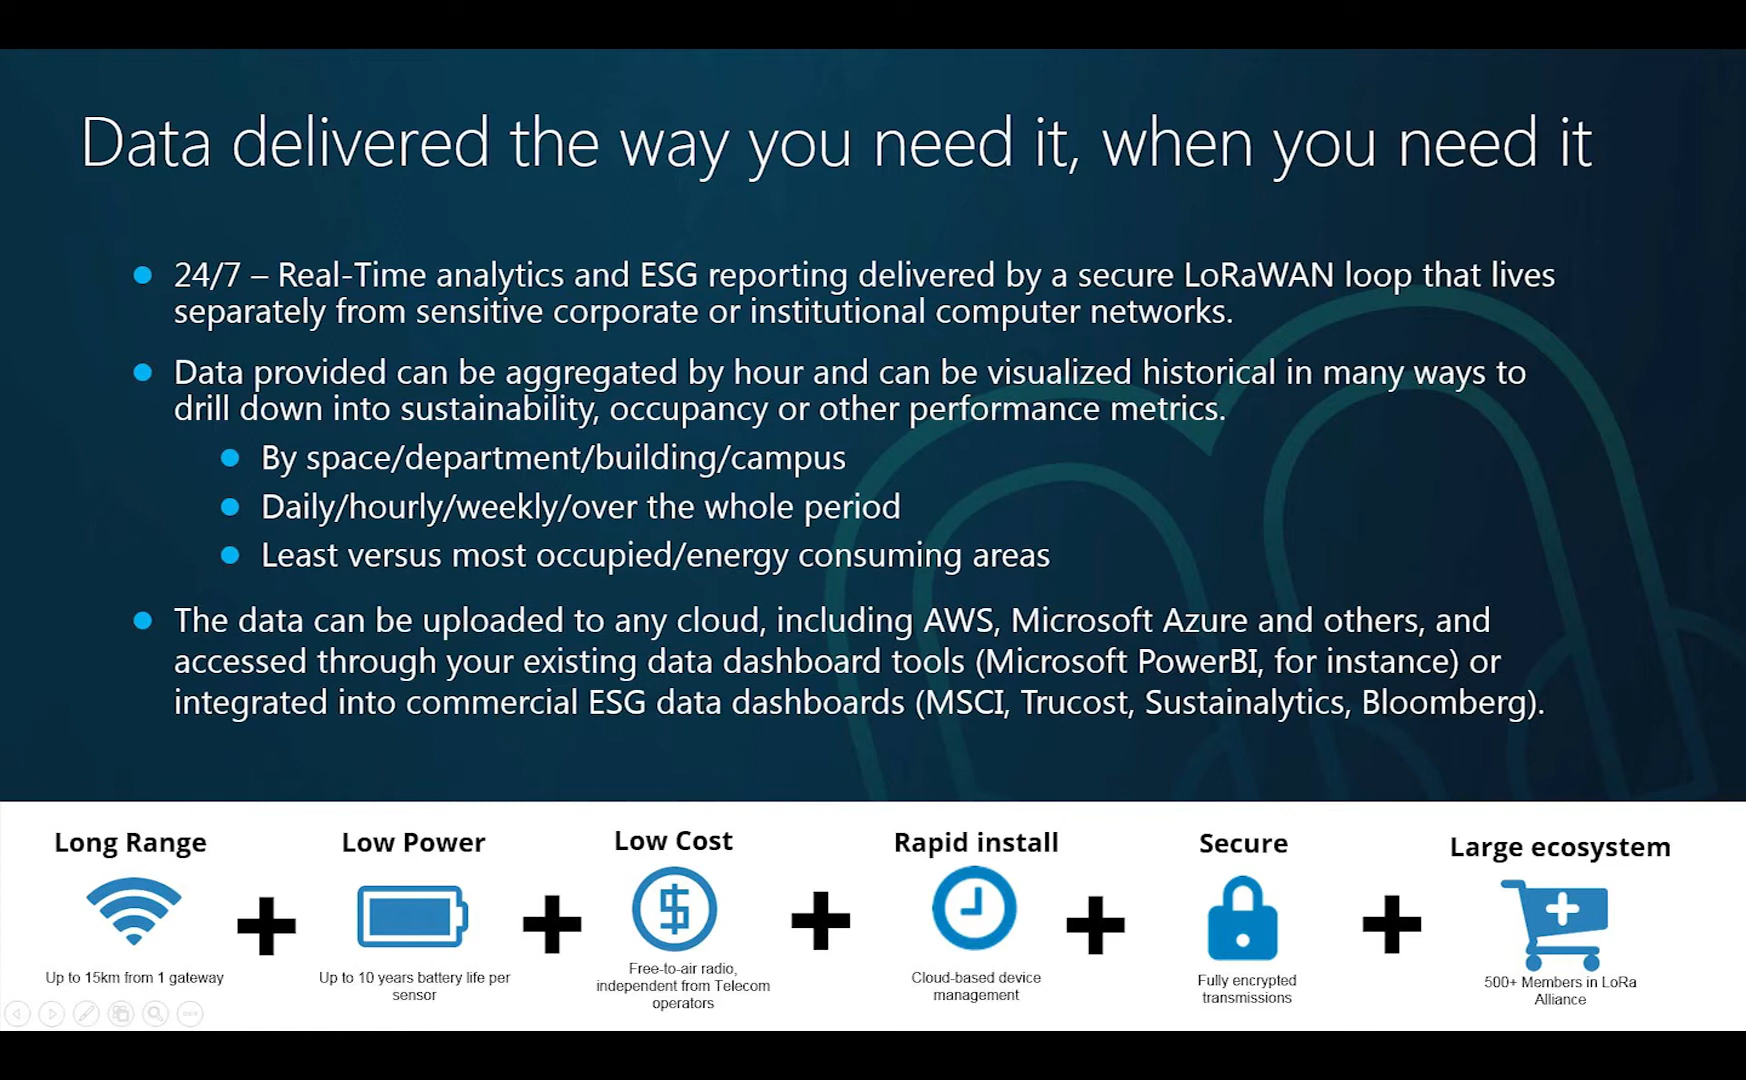 Data delivered the way you need it, when you need it
24/7 – Real-Time analytics and ESG reporting delivered by a secure LoRaWAN loop that lives
separately from sensitive corporate or institutional computer networks.
Data provided can be aggregated by hour and can be visualized historical in many ways to
drill down into sustainability, occupancy or other performance metrics.
By space/department/building/campus
Daily/hourly/weekly/over the whole period
Least versus most occupied/energy consuming areas
The data can be uploaded to any cloud, including AWS, Microsoft Azure and others, and
accessed through your existing data dashboard tools (Microsoft PowerBI, for instance) or
integrated into commercial ESG data dashboards (MSCI, Trucost, Sustainalytics, Bloomberg).
Long Range
Up to 15km from 1 gateway
Low Power
Up to 10 years battery life per
sensor
Low Cost
Free-to-air radio,
independent from Telecom
operators
Rapid install
Cloud-based device
management
Secure
Fully encrypted
transmissions
Large ecosystem
500+ Members in LoRa
Alliance